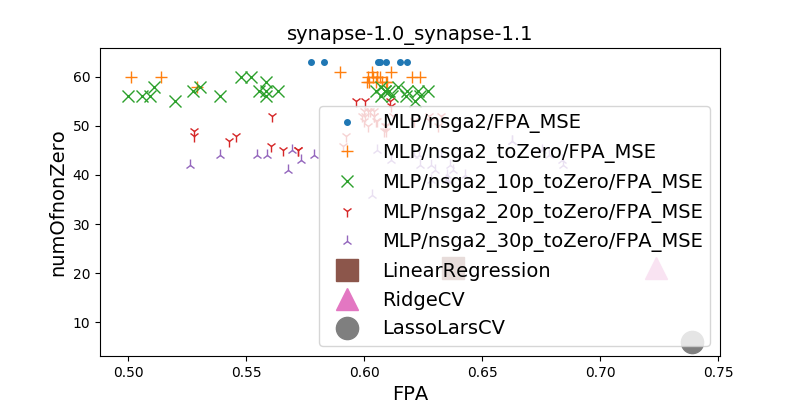 synapse-1.0_synapse-1.1
numOfnonZero
60
50
40
30
20
10
MLP/nsga2/FPA_MSE
MLP/nsga2_toZero/FPA_MSE
MLP/nsga2_10p_toZero/FPA_MSE
MLP/nsga2_20p_toZero/FPA_MSE
MLP/nsga2_30p_toZero/FPA_MSE
LinearRegression
RidgeCV
LassoLarsCV
0.50 0.55 0.60 0.65 0.70 0.75
FPA